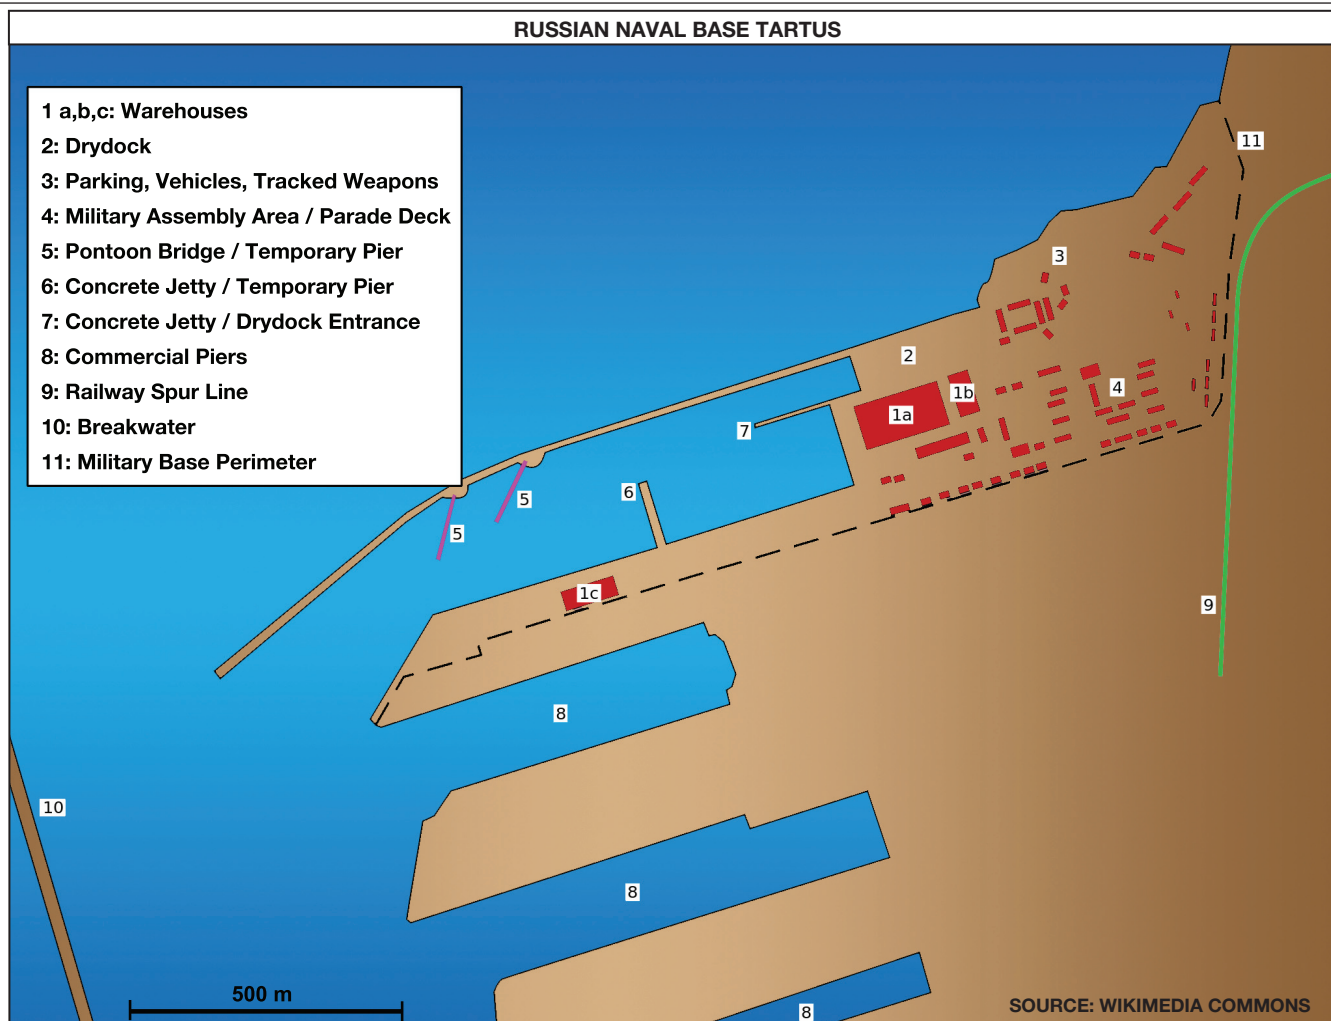 RUSSIAN NAVAL BASE TARTUS
1 a,b,c: Warehouses
2: Drydock
3: Parking, Vehicles, Tracked Weapons
4: Military Assembly Area / Parade Deck
5: Pontoon Bridge / Temporary Pier
6: Concrete Jetty / Temporary Pier
7: Concrete Jetty / Drydock Entrance
8: Commercial Piers
9: Railway Spur Line
10: Breakwater
11: Military Base Perimeter
11
3
2
1b
4
1a
7
6
5
5
1c
9
8
10
8
500 m
SOURCE: WIKIMEDIA COMMONS
8